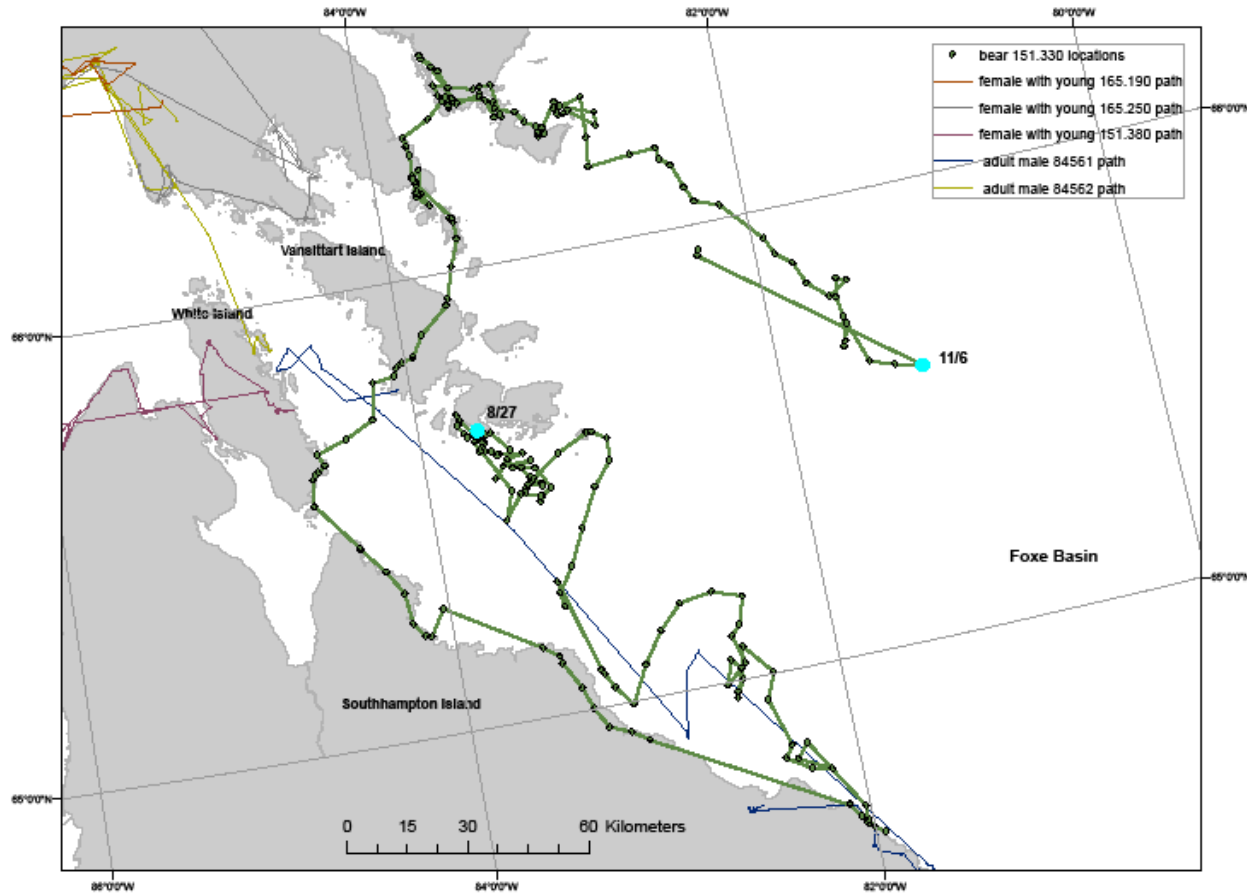 84°0'0"W
82°0'0"W
80°0'0"W
bear 151.330 locations
female with young 165.190 path
female with young 165.250 path
female with young 151.380 path
adult male 84561 path
adult male 84562 path
66°0'0"N
Vansittart Island
White Island
66°0'0"N
11/6
8/27
Foxe Basin
65°0'0"N
Southhampton Island
65°0'0"N
0 15 30 60 Kilometers
86°0'0"W
84°0'0"W
82°0'0"W